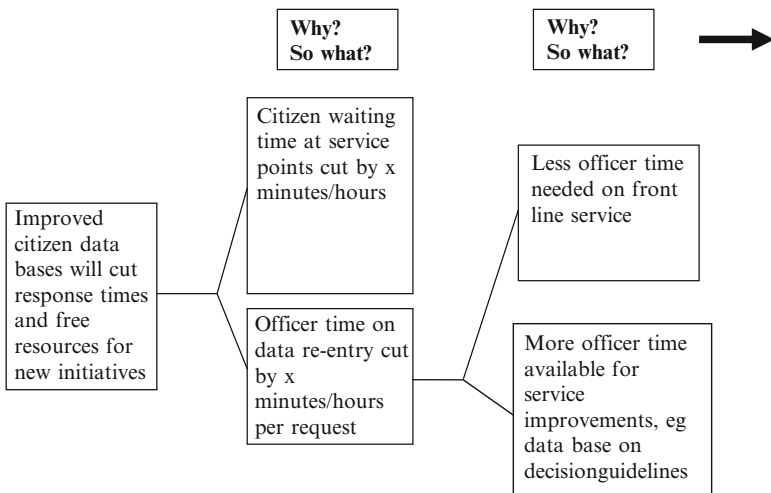 Why?
So what?
Why?
So what?
Citizen waiting
time at service
points cut by x
minutes/hours
Less officer time
needed on front
line service
Improved
citizen data
bases will cut
response times
and free
resources for
new initiatives
Officer time on
data re-entry cut
by x
minutes/hours
per request
More officer time
available for
service
improvements, eg
data base on
decisionguidelines